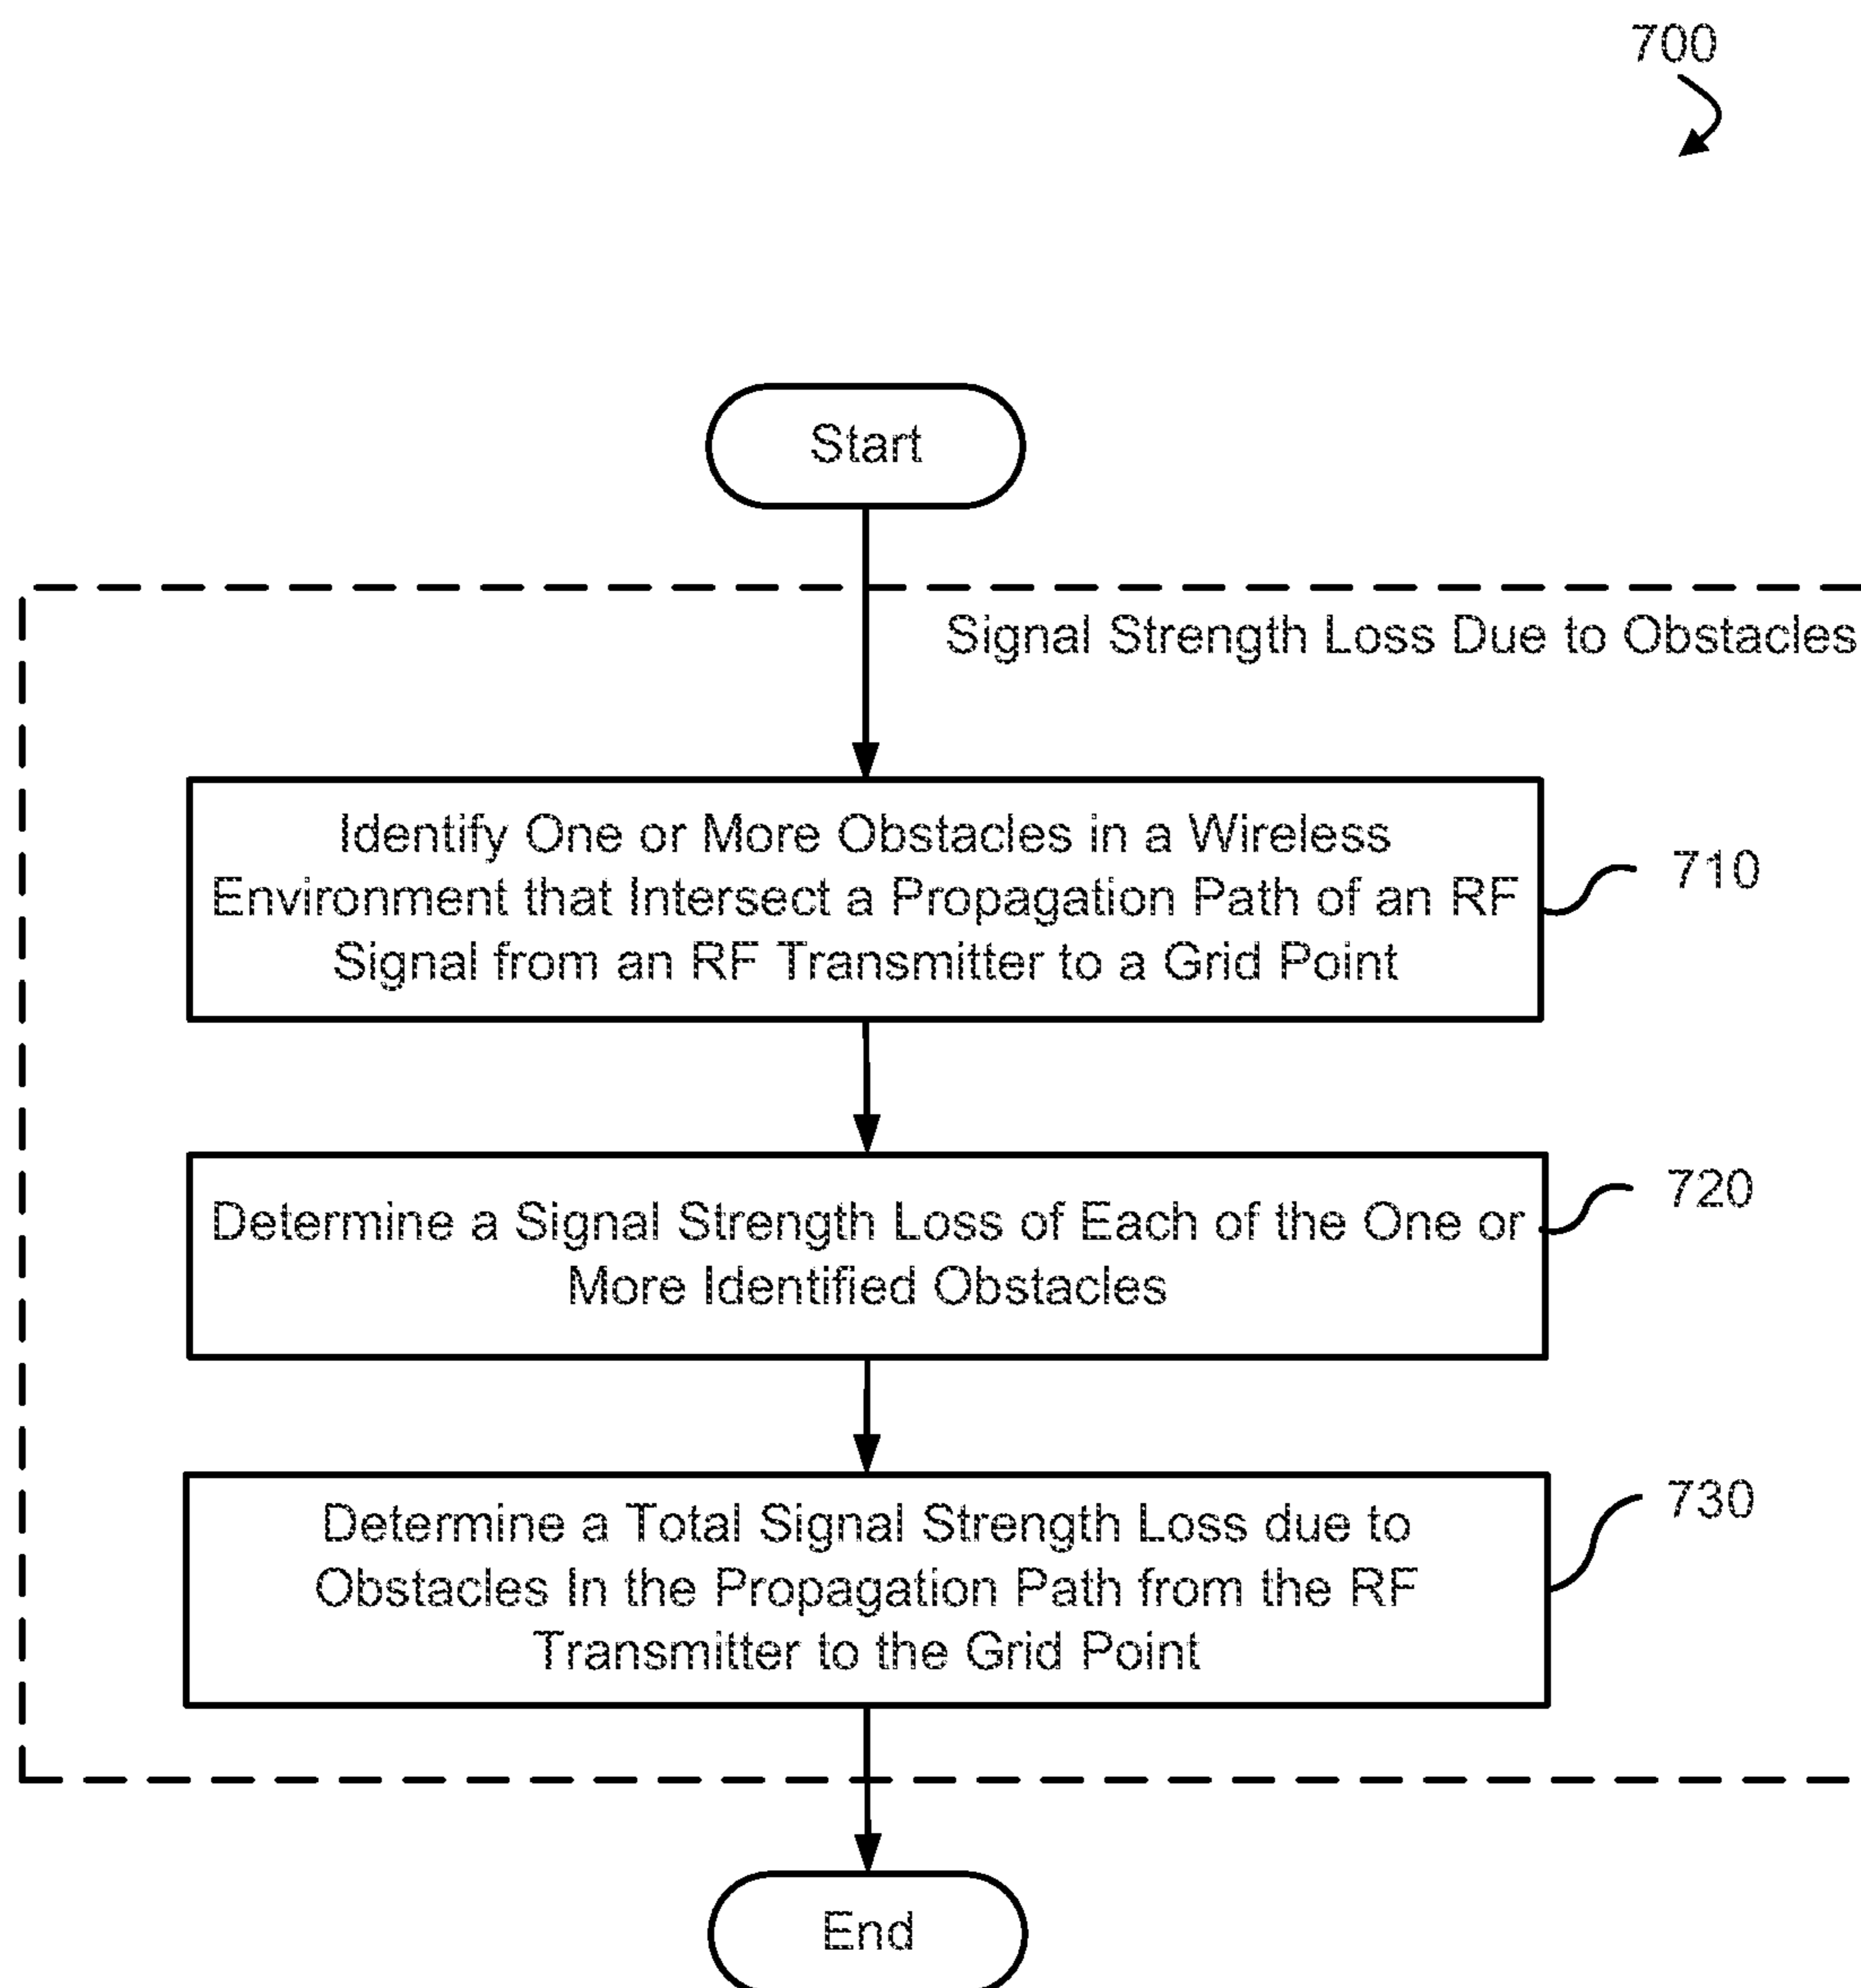 700
Start
Signal Strength Loss Due to Obstacles
Identify One or More Obstacles in a Wireless
Environment that Intersect a Propagation Path of an RF
Signal from an RF Transmitter to a Grid Point
710
Determine a Signal Strength Loss of Each of the One or
More Identified Obstacles
720
Determine a Total Signal Strength Loss due to
Obstacles In the Propagation Path from the RF
Transmitter to the Grid Point
730
End